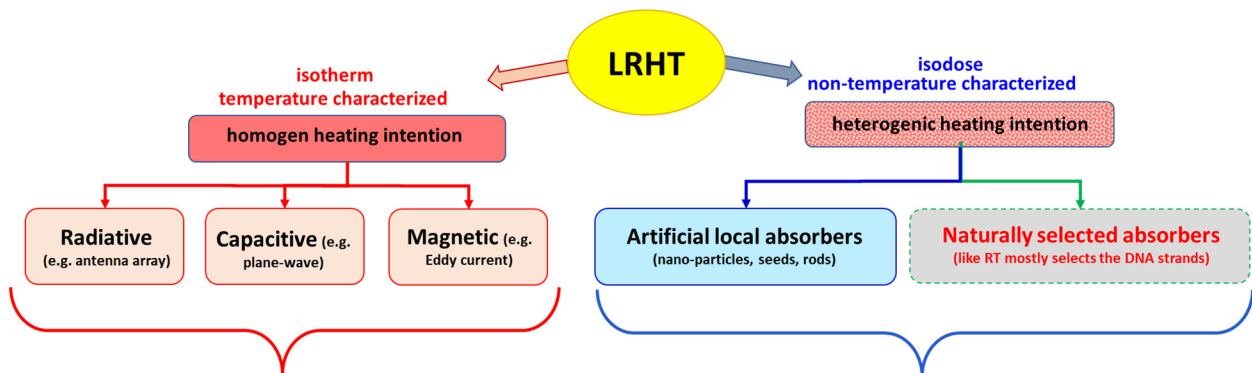 LRHT
isotherm
temperature characterized
homogen heating intention
isodose
non-temperature characterized
heterogenic heating intention
Radiative
(e.g. antenna array)
Capacitive (e.g.
plane-wave)
Magnetic (e.g.
Eddy current)
Artificial local absorbers
(nano-particles, seeds, rods)
Naturally selected absorbers
(like RT mostly selects the DNA strands)